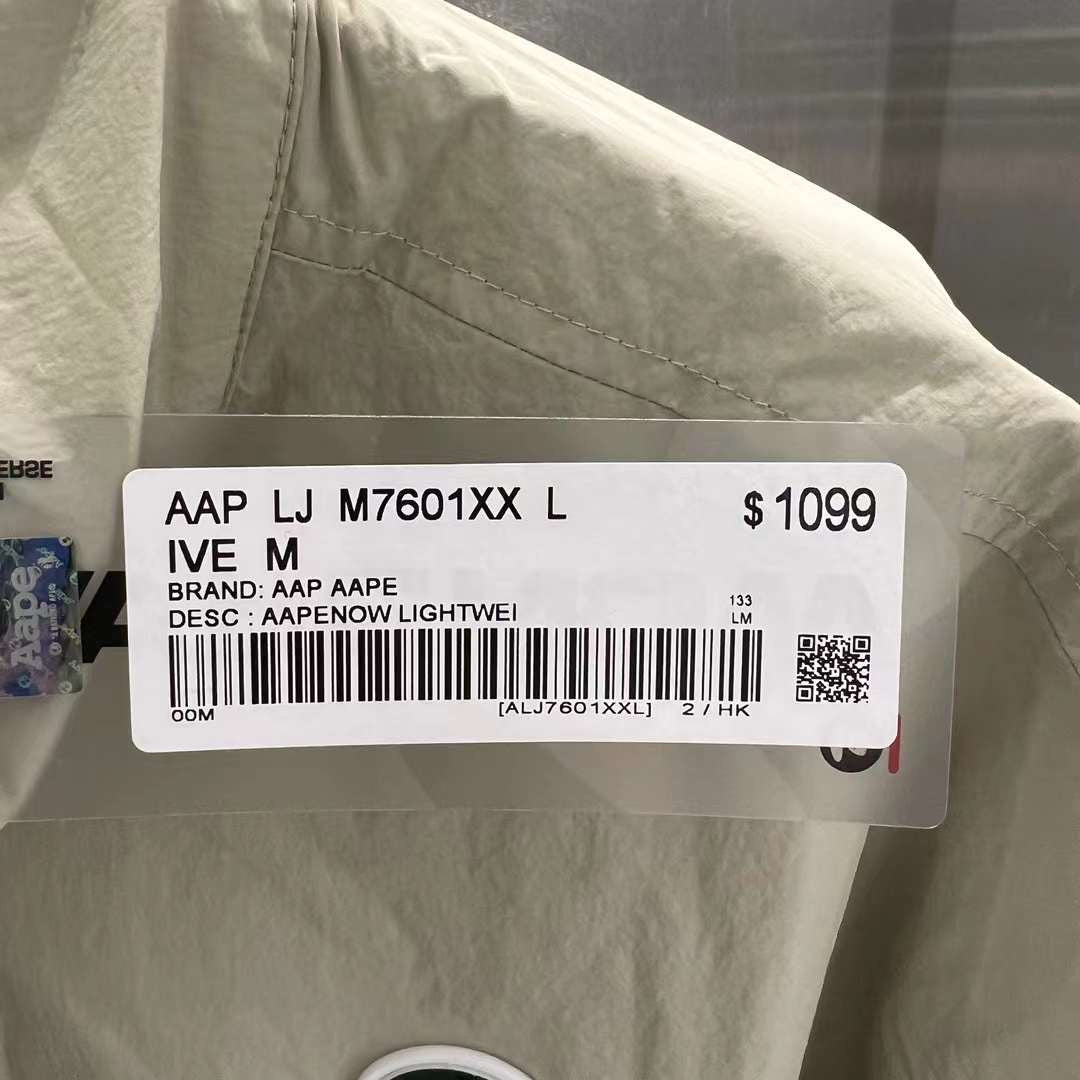 AAP LJ M7601XX L
$1099
IVE M
BRAND: AAP AAPE
DESC : AAPENOW LIGHTWEI
133
LM
00M
[ALJ7601XXL]
2 / HK
Aape